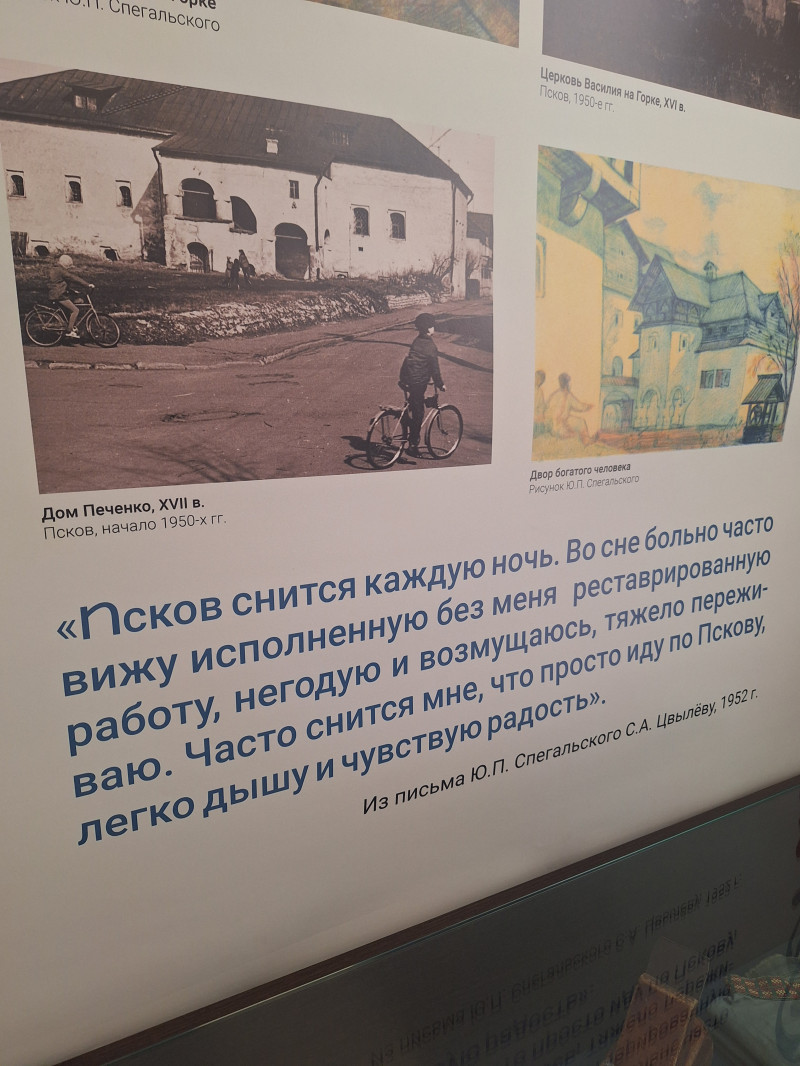 Горке
Ю.П. Спегальского
Церковь Василия на Горке, XVI в.
Псков, 1950-е гг.
Дом Печенко, XVII в.
Псков, начало 1950-х гг.
Двор богатого человека
Рисунок Ю.П. Спегальского
«Псков снится каждую ночь. Во сне больно часто
вижу исполненную без меня реставрированную
работу, негодую и возмущаюсь, тяжело пережи-
ваю. Часто снится мне, что просто иду по Пскову,
легко дышу и чувствую радость».
Из письма Ю.П. Спегальского С.А. Цвылёву, 1952 г.